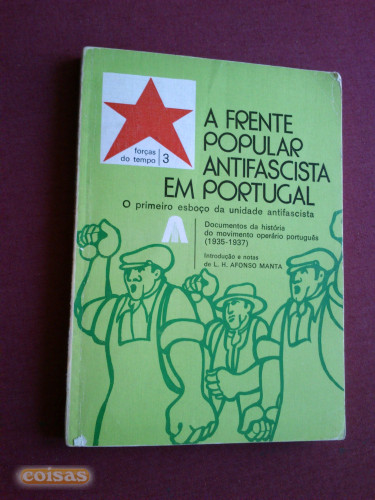 forças
do tempo 3
A FRENTE
POPULAR
ANTIFASCISTA
EM PORTUGAL
O primeiro esboço da unidade antifascista
Documentos da história
do movimento operário português
(1935-1937)
Introdução e notas
de L. H. AFONSO MANTA
coisas